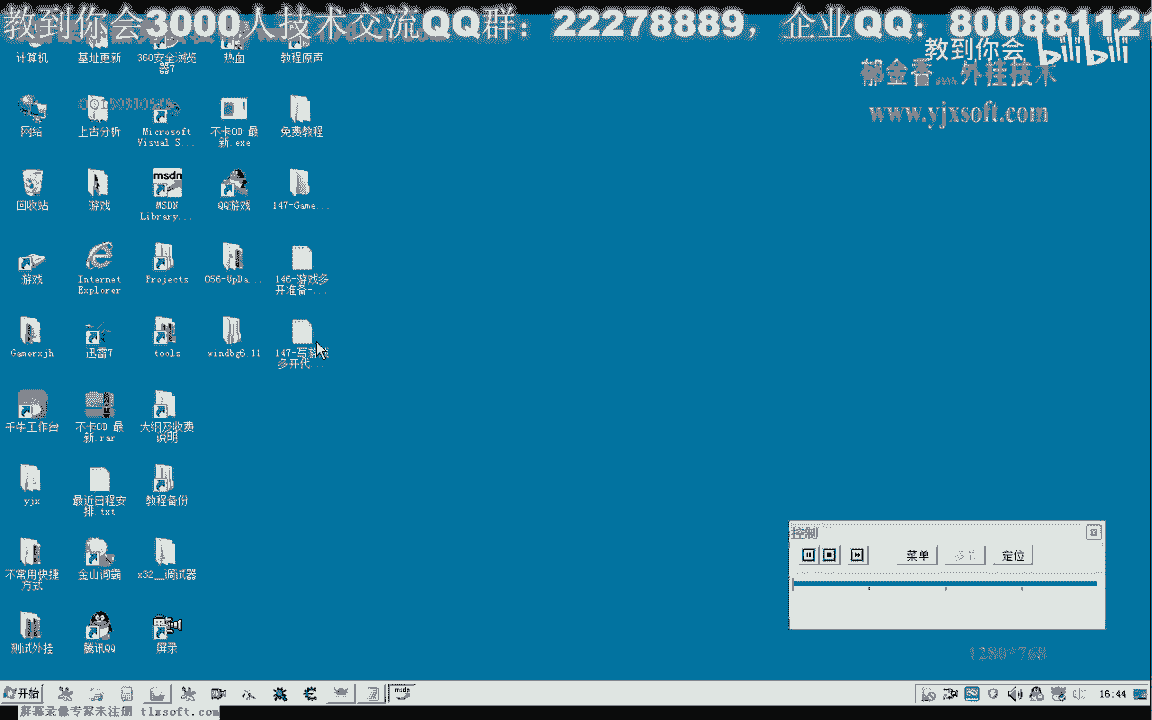 教到你会3000人技术交流QQ群：22278889，企业QQ：80088112
教到你会
bilibili
郁金香 外挂技术
www.yjxsoft.com
计算机
基址更新
360安全浏览
器7
热血
教程原声
网络
上古分析
Microsoft
Visual S...
不卡OD 最
新.exe
免费教程
回收站
游戏
MSDN
Library...
QQ游戏
147-Game...
游戏
Internet
Explorer
Projects
056-UpDa...
146-游戏多
开准备-...
Gamerxjh
迅雷7
tools
windbg6.11
147-写游戏
多开代...
千牛工作台
不卡OD 最
新.rar
大纲及收费
说明
yjx
最近日程安
排.txt
教程备份
不常用快捷
方式
金山词霸
x32__调试器
测试外挂
腾讯QQ
屏录
控制
菜单
多节
定位
1280*768
开始
16:44
屏幕录像专家未注册 tlxsoft.com